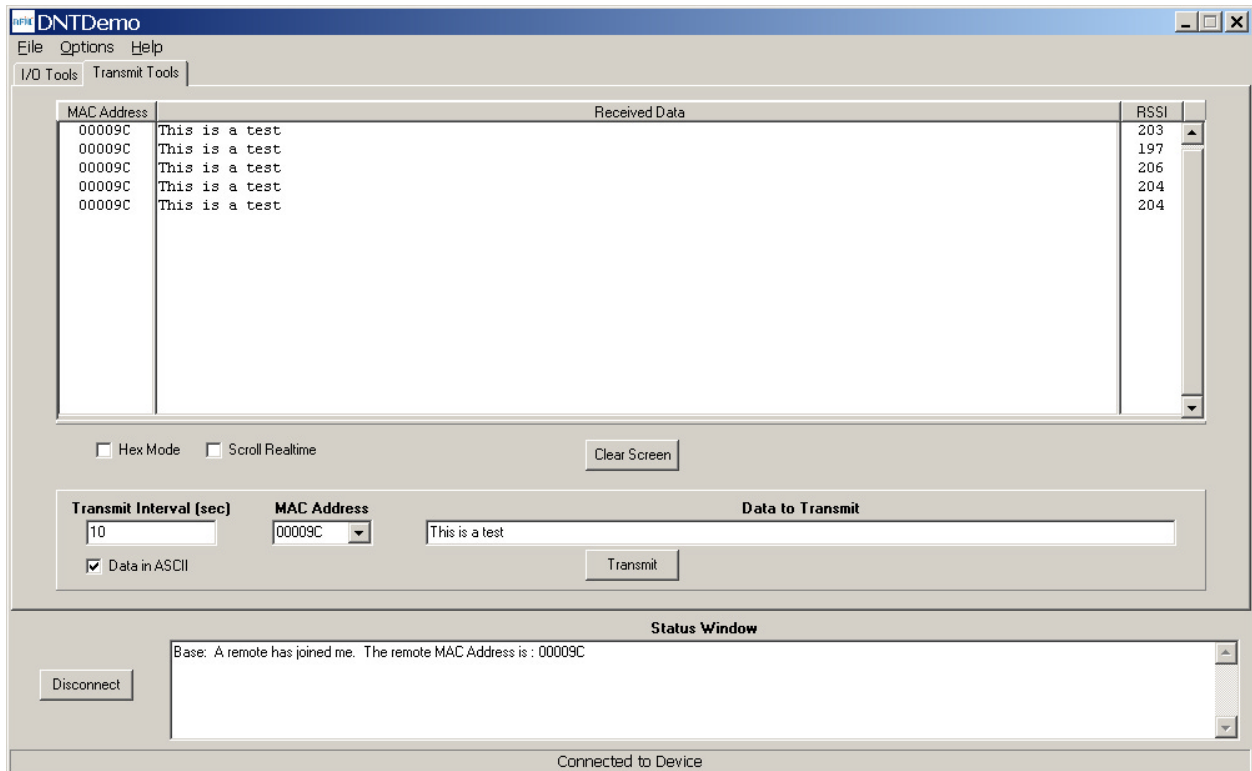 DNTDemo
File Options Help
I/O Tools Transmit Tools
MAC Address Received Data RSSI
00009C This is a test 203
00009C This is a test 197
00009C This is a test 206
00009C This is a test 204
00009C This is a test 204
Hex Mode Scroll Realtime Clear Screen
Transmit Interval (sec) MAC Address Data to Transmit
10 00009C This is a test
Data in ASCII Transmit
Status Window
Base: A remote has joined me. The remote MAC Address is : 00009C
Disconnect
Connected to Device